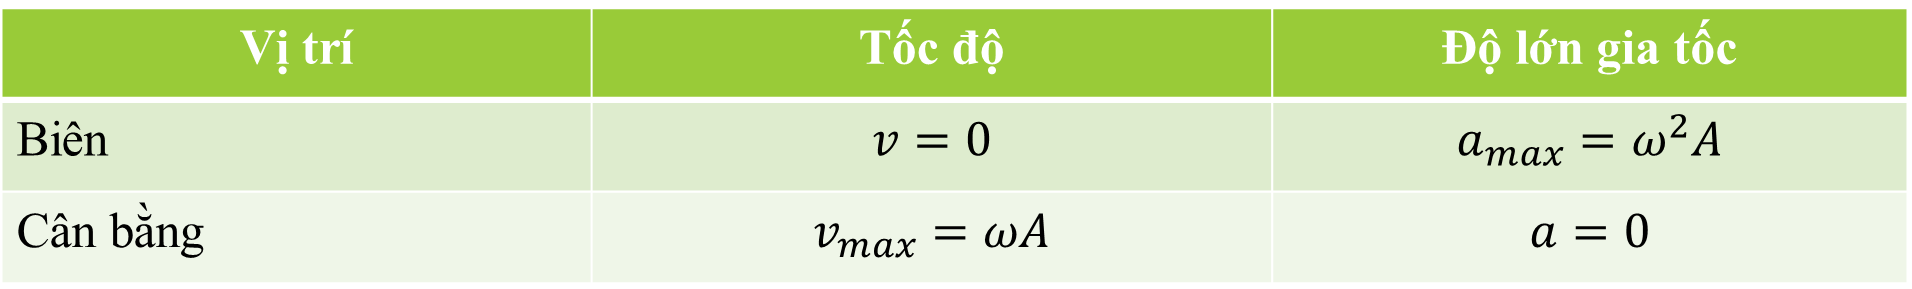 Vị trí Tốc độ Độ lớn gia tốc
Biên v = 0 a_max = ω²A
Cân bằng v_max = ωA a = 0